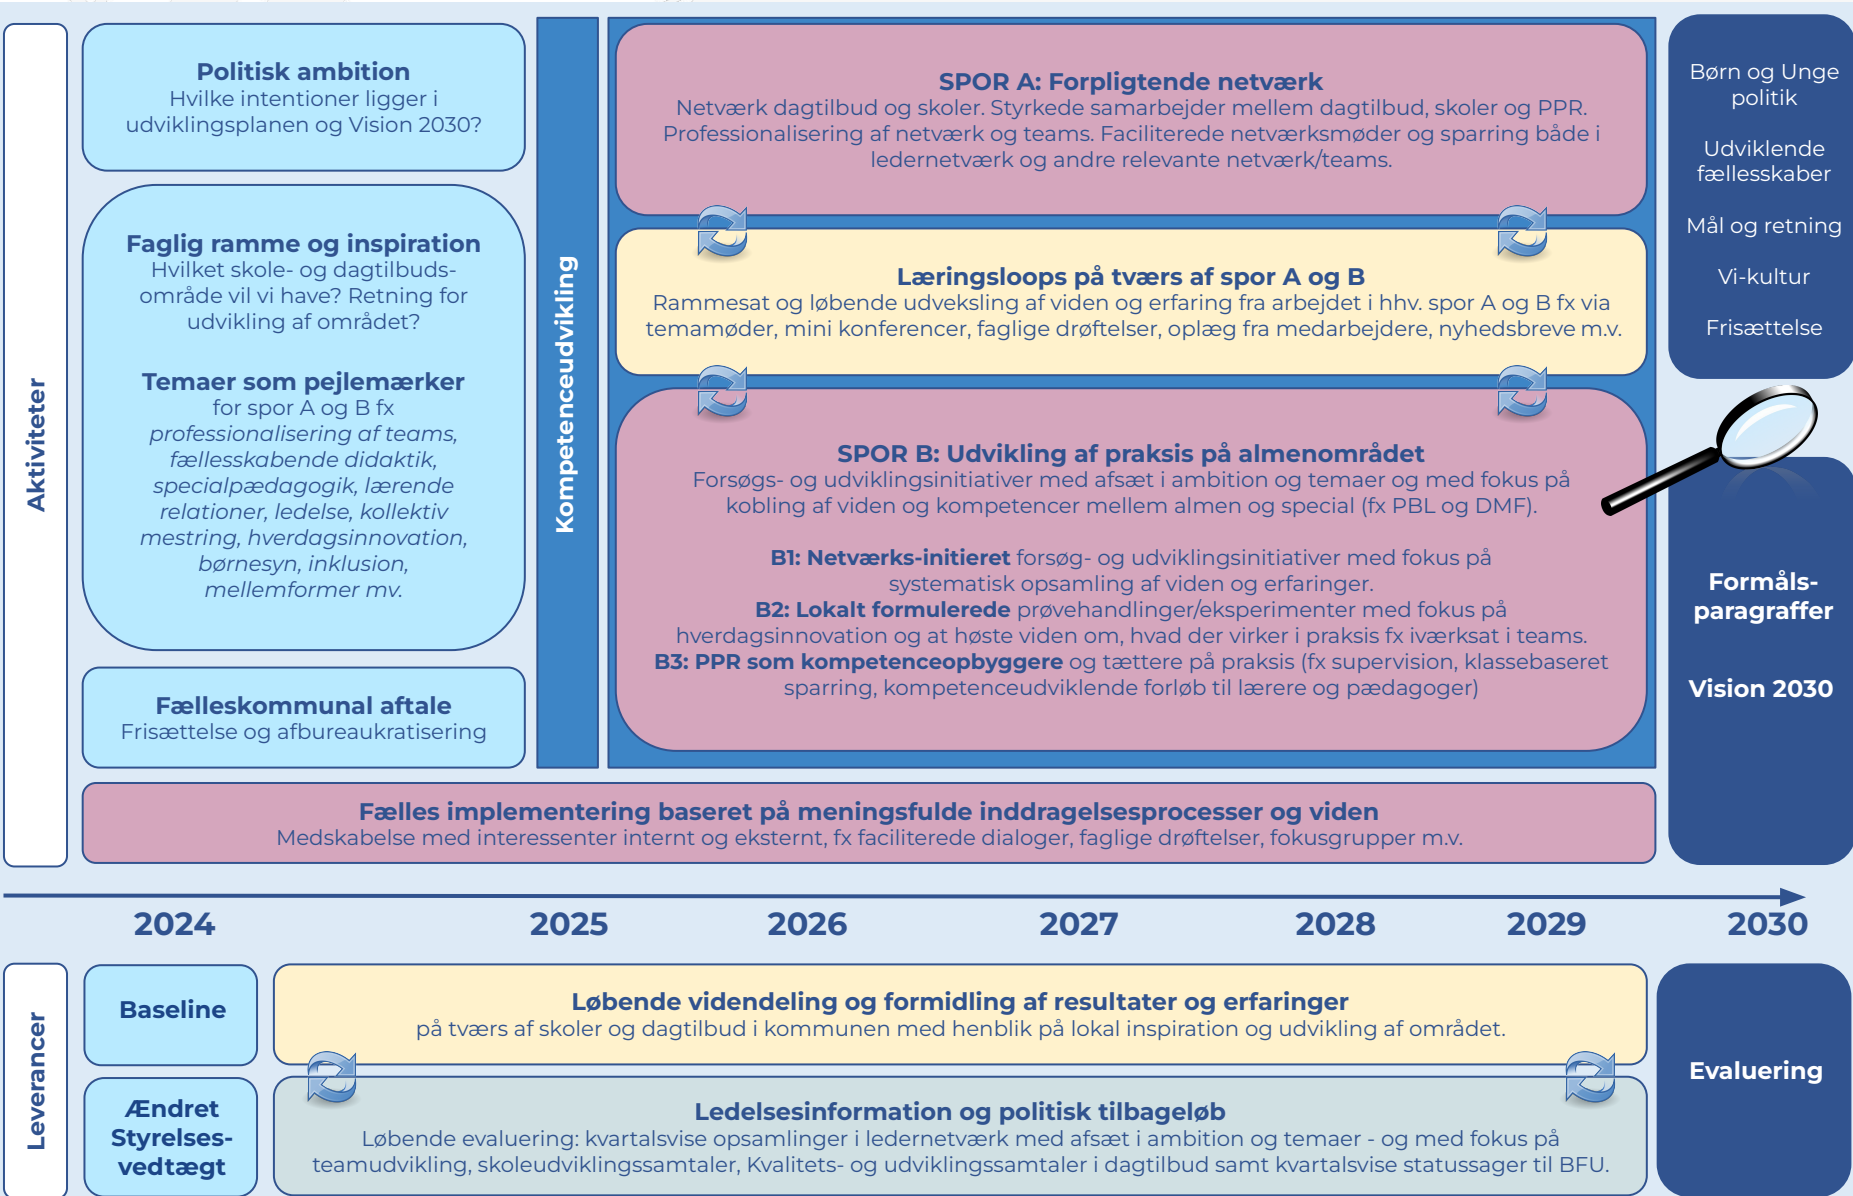 Aktiviteter
Politisk ambition
Hvilke intentioner ligger i
udviklingsplanen og Vision 2030?
Faglig ramme og inspiration
Hvilket skole- og dagtilbuds-
område vil vi have? Retning for
udvikling af området?
Temaer som pejlemærker
for spor A og B fx
professionalisering af teams,
fællesskabende didaktik,
specialpædagogik, lærende
relationer, ledelse, kollektiv
mestring, hverdagsinnovation,
børnesyn, inklusion,
mellemformer mv.
Fælleskommunal aftale
Frisættelse og afbureaukratisering
Kompetenceudvikling
SPOR A: Forpligtende netværk
Netværk dagtilbud og skoler. Styrkede samarbejder mellem dagtilbud, skoler og PPR.
Professionalisering af netværk og teams. Faciliterede netværksmøder og sparring både i
ledernetværk og andre relevante netværk/teams.
Læringsloops på tværs af spor A og B
Rammesat og løbende udveksling af viden og erfaring fra arbejdet i hhv. spor A og B fx via
temamøder, mini konferencer, faglige drøftelser, oplæg fra medarbejdere, nyhedsbreve m.v.
SPOR B: Udvikling af praksis på almenområdet
Forsøgs- og udviklingsinitiativer med afsæt i ambition og temaer og med fokus på
kobling af viden og kompetencer mellem almen og special (fx PBL og DMF).
B1: Netværks-initieret forsøg- og udviklingsinitiativer med fokus på
systematisk opsamling af viden og erfaringer.
B2: Lokalt formulerede prøvehandlinger/eksperimenter med fokus på
hverdagsinnovation og at høste viden om, hvad der virker i praksis fx iværksat i teams.
B3: PPR som kompetenceopbyggere og tættere på praksis (fx supervision, klassebaseret
sparring, kompetenceudviklende forløb til lærere og pædagoger)
Fælles implementering baseret på meningsfulde inddragelsesprocesser og viden
Medskabelse med interessenter internt og eksternt, fx faciliterede dialoger, faglige drøftelser, fokusgrupper m.v.
Børn og Unge
politik
Udviklende
fællesskaber
Mål og retning
Vi-kultur
Frisættelse
Formåls-
paragraffer
Vision 2030
2024 2025 2026 2027 2028 2029 2030
Leverancer
Baseline
Ændret
Styrelses-
vedtægt
Løbende videndeling og formidling af resultater og erfaringer
på tværs af skoler og dagtilbud i kommunen med henblik på lokal inspiration og udvikling af området.
Ledelsesinformation og politisk tilbageløb
Løbende evaluering: kvartalsvise opsamlinger i ledernetværk med afsæt i ambition og temaer - og med fokus på
teamudvikling, skoleudviklingssamtaler, Kvalitets- og udviklingssamtaler i dagtilbud samt kvartalsvise statussager til BFU.
Evaluering